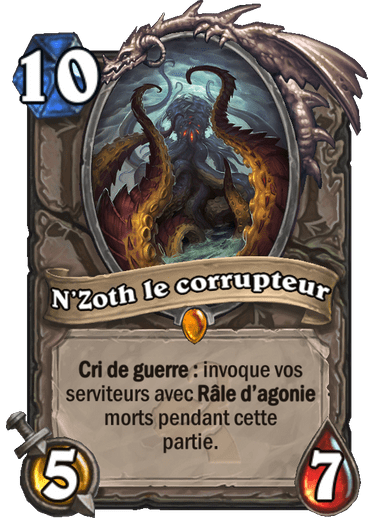 10
N'Zoth le corrupteur
Cri de guerre : invoque vos
serviteurs avec Râle d'agonie
morts pendant cette
partie.
5
7